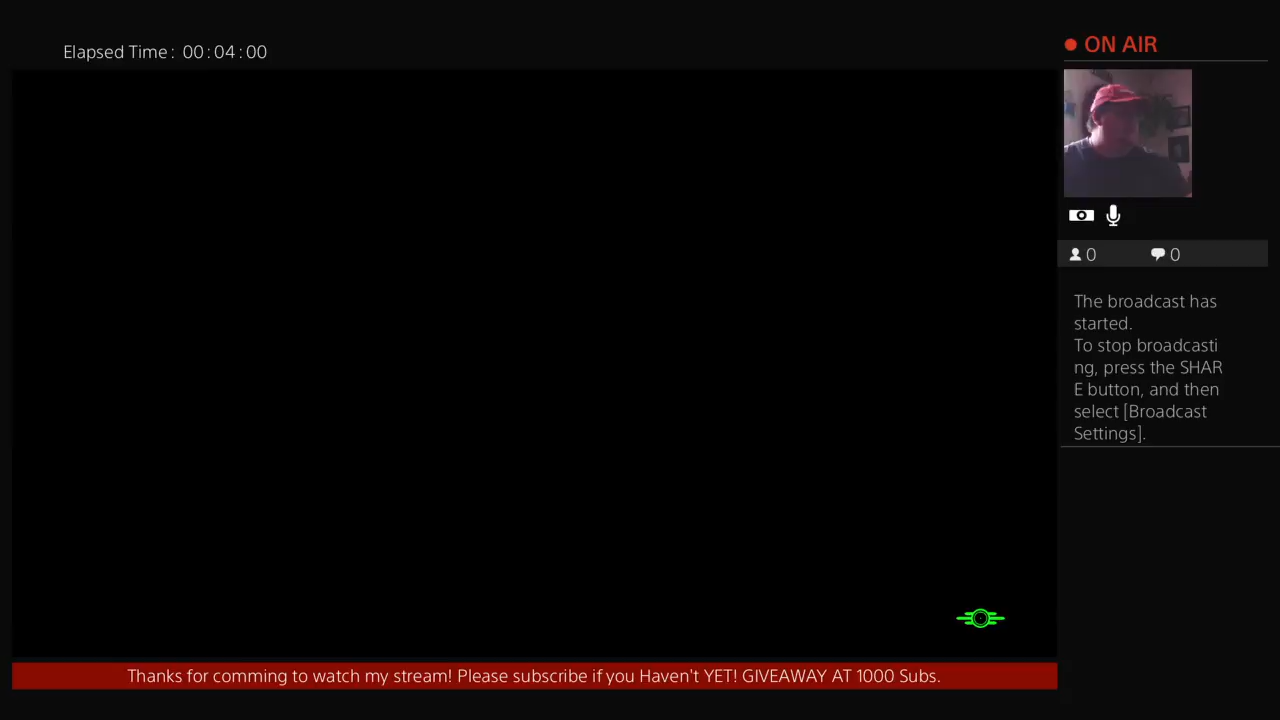 Elapsed Time: 00:04:00
ON AIR
0 0
The broadcast has
started.
To stop broadcasti
ng, press the SHAR
E button, and then
select [Broadcast
Settings].
Thanks for comming to watch my stream! Please subscribe if you Haven't YET! GIVEAWAY AT 1000 Subs.